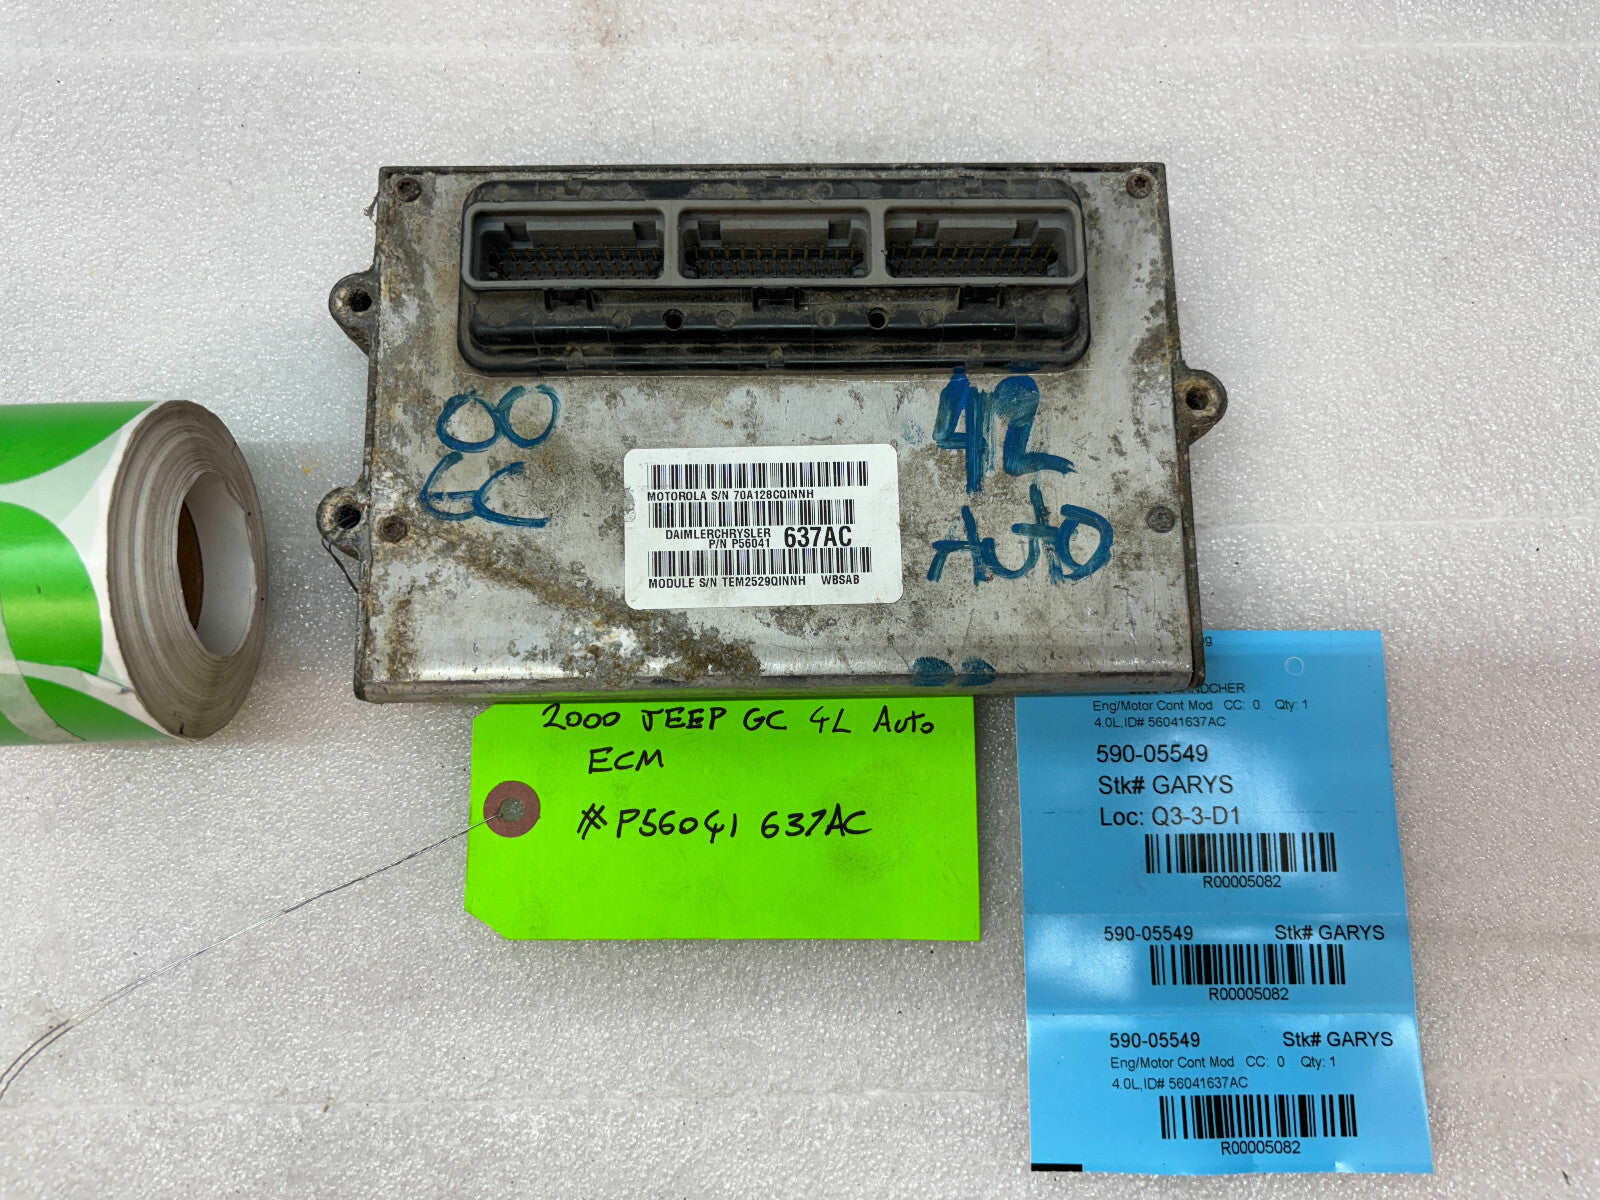 00
GC
42
Auto
MOTOROLA S/N 70A128CQINNH
DAIMLERCHRYSLER
P/N P56041 637AC
MODULE S/N TEM2529QINNH WBSAB
2000 JEEP GC 4L Auto
ECM
#P56041 637AC
Eng/Motor Cont Mod CC: 0 Qty: 1
4.0L,ID# 56041637AC
590-05549
Stk# GARYS
Loc: Q3-3-D1
R00005082
590-05549 Stk# GARYS
R00005082
590-05549 Stk# GARYS
Eng/Motor Cont Mod CC: 0 Qty: 1
4.0L,ID# 56041637AC
R00005082